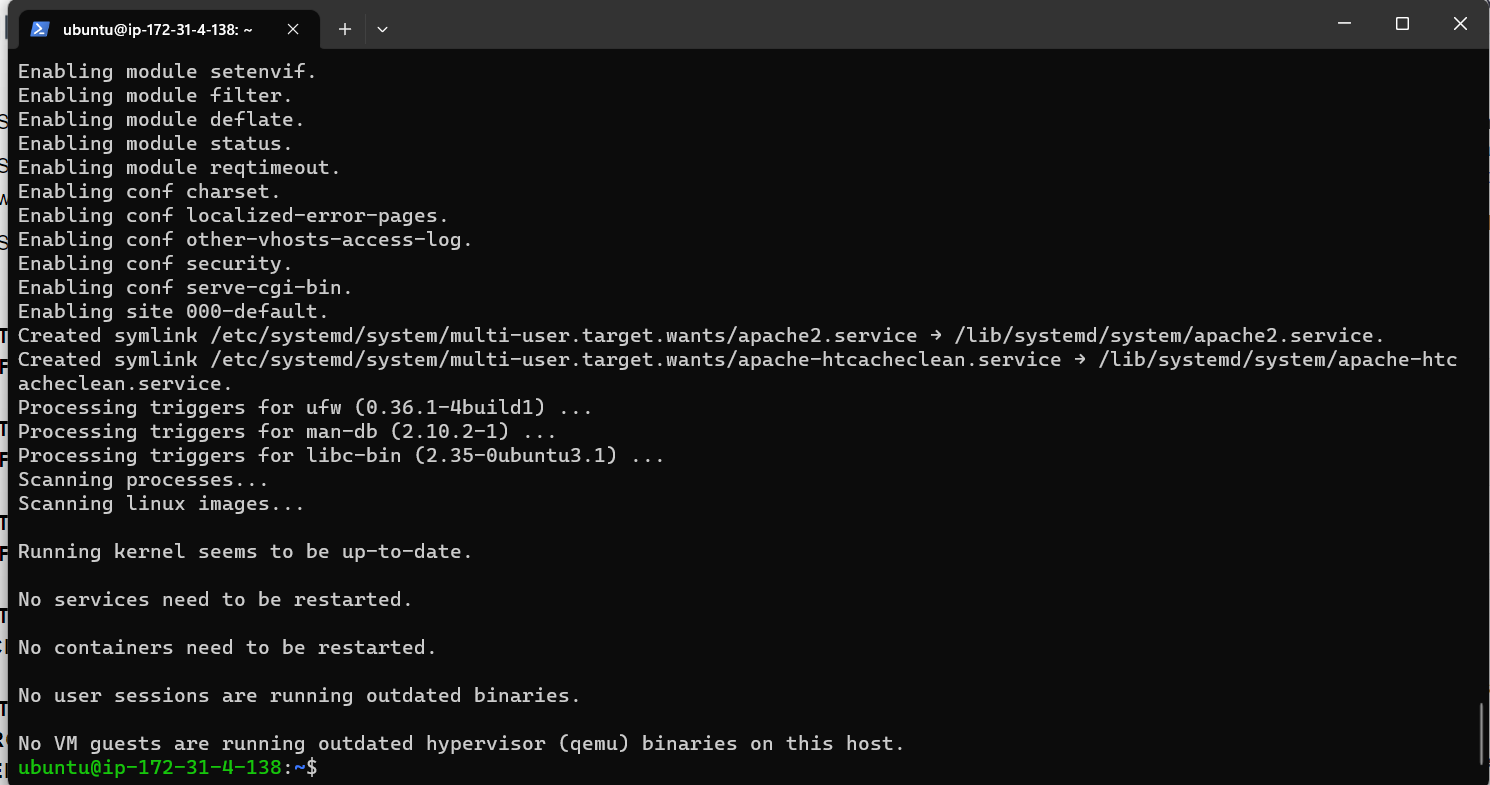 ubuntu@ip-172-31-4-138: ~
Enabling module setenvif.
Enabling module filter.
Enabling module deflate.
Enabling module status.
Enabling module reqtimeout.
Enabling conf charset.
Enabling conf localized-error-pages.
Enabling conf other-vhosts-access-log.
Enabling conf security.
Enabling conf serve-cgi-bin.
Enabling site 000-default.
Created symlink /etc/systemd/system/multi-user.target.wants/apache2.service → /lib/systemd/system/apache2.service.
Created symlink /etc/systemd/system/multi-user.target.wants/apache-htcacheclean.service → /lib/systemd/system/apache-htc
acheclean.service.
Processing triggers for ufw (0.36.1-4build1) ...
Processing triggers for man-db (2.10.2-1) ...
Processing triggers for libc-bin (2.35-0ubuntu3.1) ...
Scanning processes...
Scanning linux images...
Running kernel seems to be up-to-date.
No services need to be restarted.
No containers need to be restarted.
No user sessions are running outdated binaries.
No VM guests are running outdated hypervisor (qemu) binaries on this host.
ubuntu@ip-172-31-4-138:~$